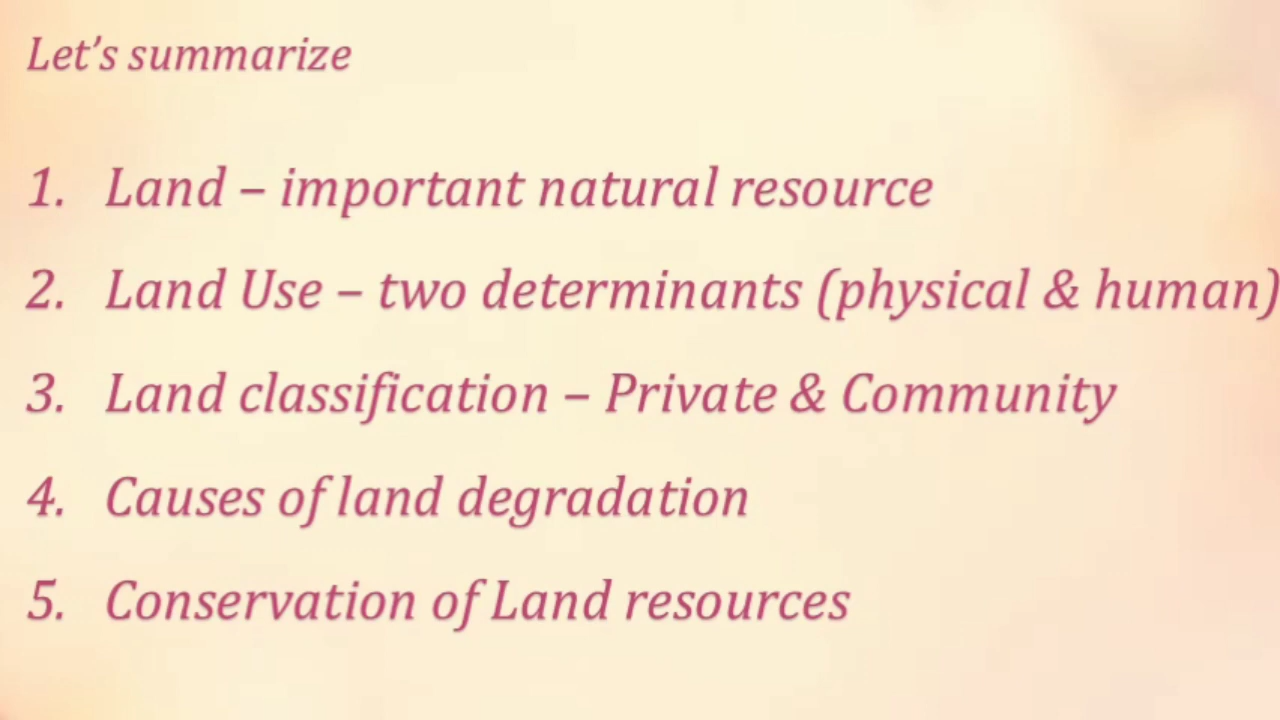 Let’s summarize
1. Land – important natural resource
2. Land Use – two determinants (physical & human)
3. Land classification – Private & Community
4. Causes of land degradation
5. Conservation of Land resources